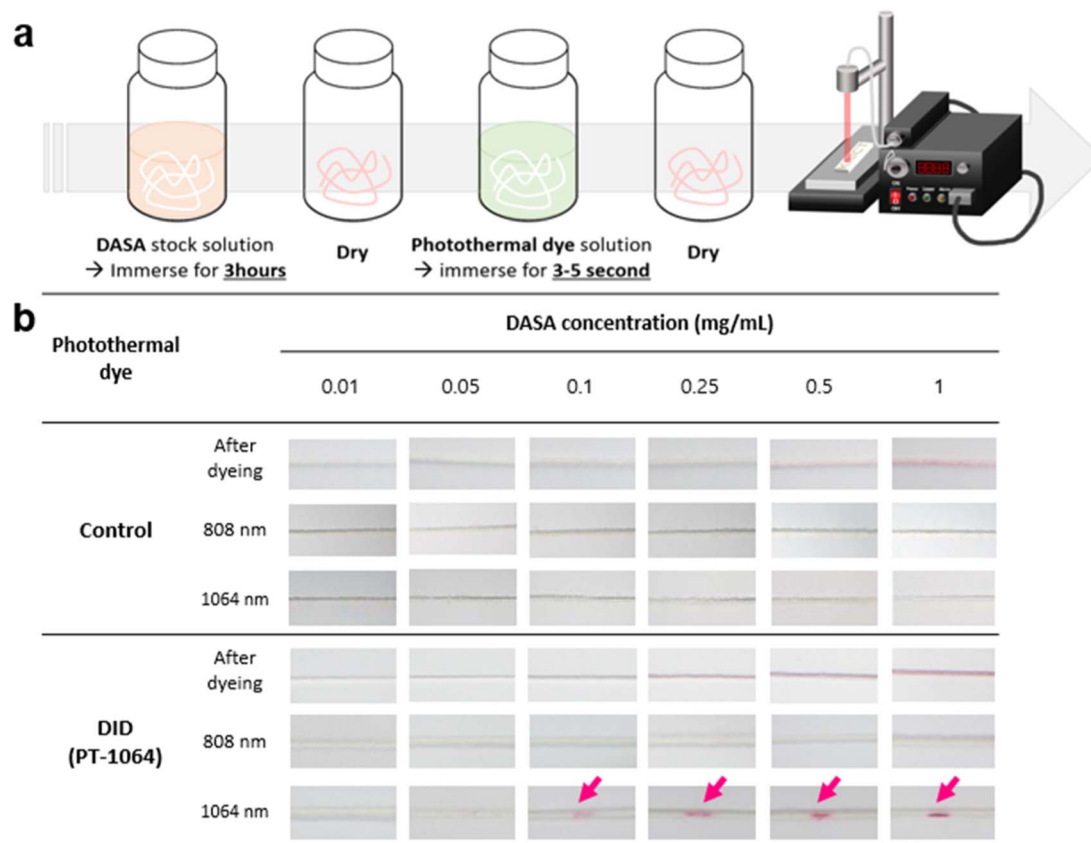 a
DASA stock solution
→ Immerse for 3hours
Dry
Photothermal dye solution
→ immerse for 3-5 second
Dry
b
Photothermal
dye
DASA concentration (mg/mL)
0.01 0.05 0.1 0.25 0.5 1
Control
After
dyeing
808 nm
1064 nm
DID
(PT-1064)
After
dyeing
808 nm
1064 nm